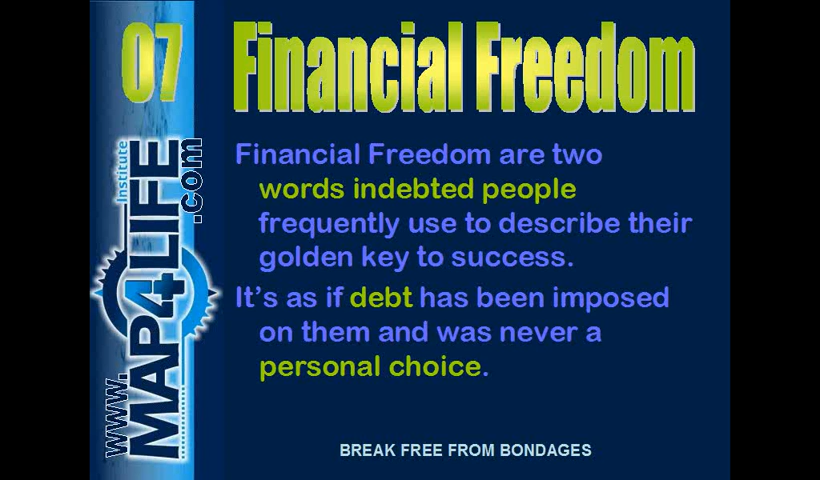 07
Financial Freedom
www.
MAP4LIFE
Institute
.com
Financial Freedom are two
words indebted people
frequently use to describe their
golden key to success.
It's as if debt has been imposed
on them and was never a
personal choice.
BREAK FREE FROM BONDAGES